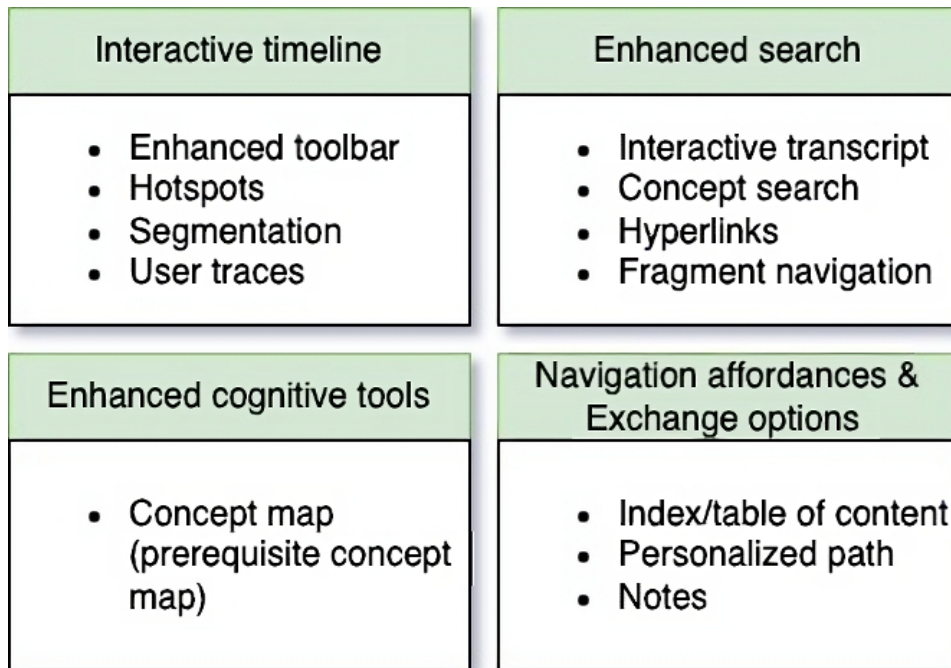 Interactive timeline
• Enhanced toolbar
• Hotspots
• Segmentation
• User traces
Enhanced search
• Interactive transcript
• Concept search
• Hyperlinks
• Fragment navigation
Enhanced cognitive tools
• Concept map
(prerequisite concept
map)
Navigation affordances &
Exchange options
• Index/table of content
• Personalized path
• Notes